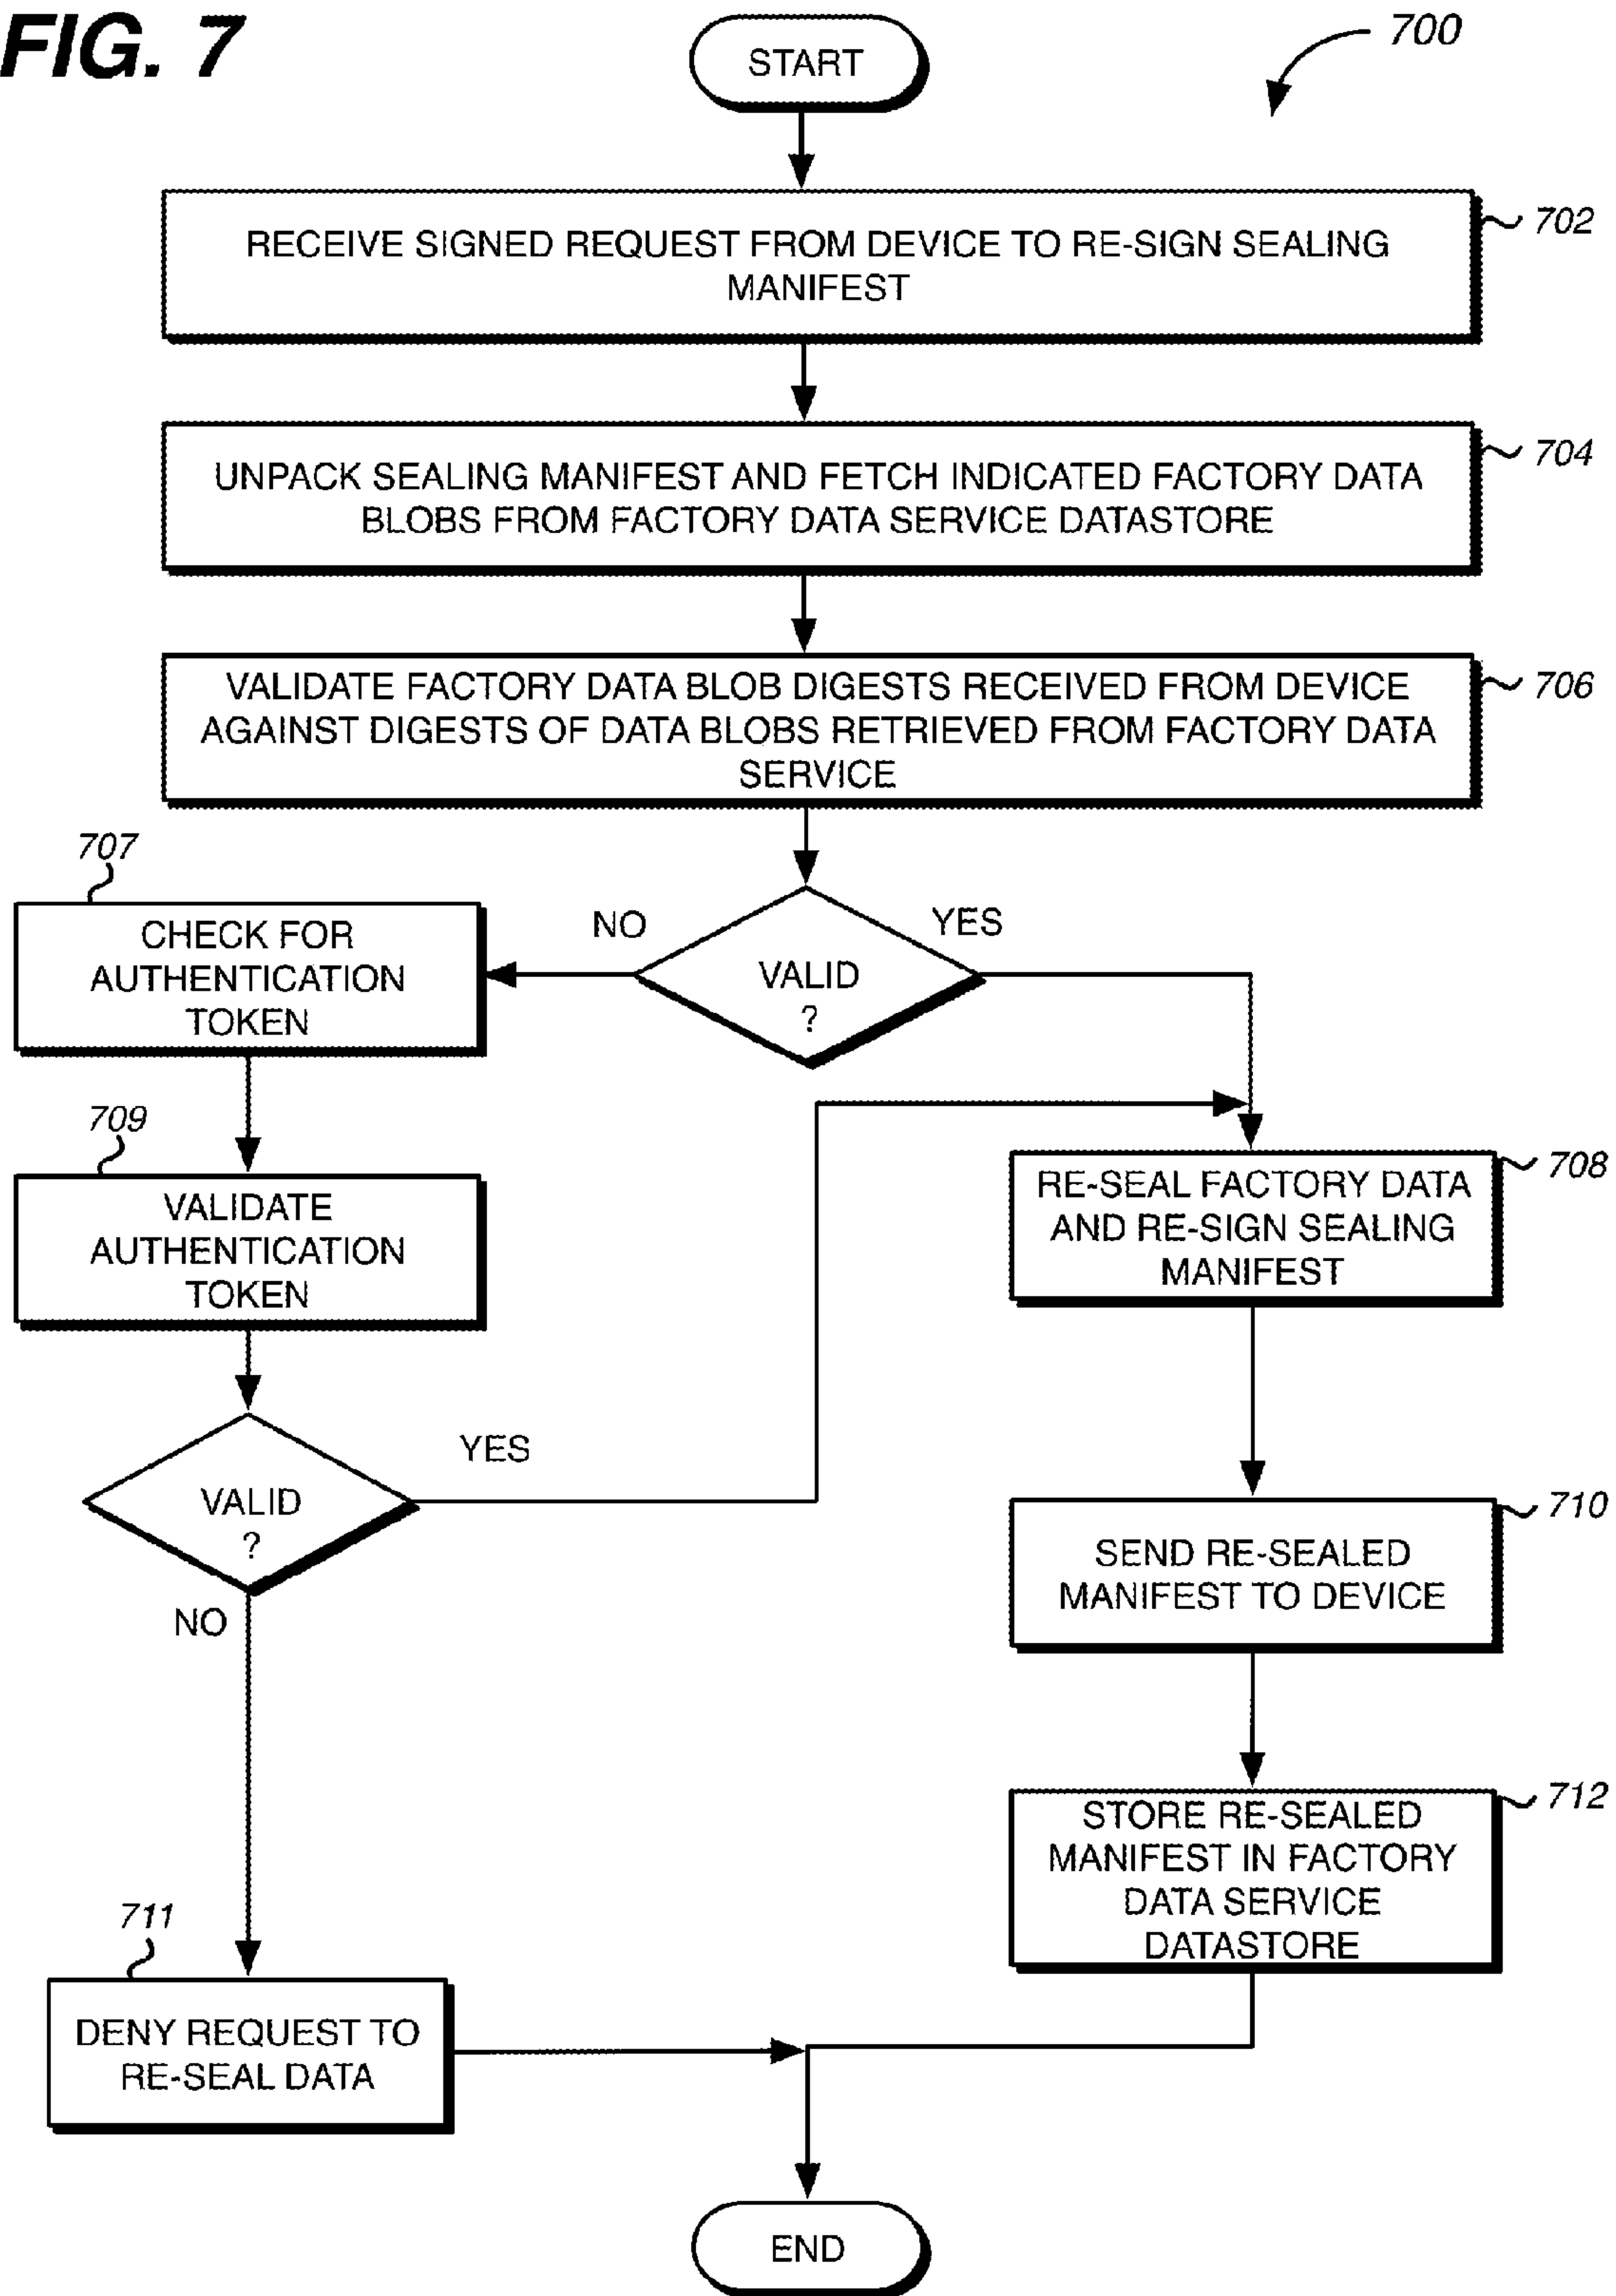 FIG. 7
START
700
RECEIVE SIGNED REQUEST FROM DEVICE TO RE-SIGN SEALING
MANIFEST
702
UNPACK SEALING MANIFEST AND FETCH INDICATED FACTORY DATA
BLOBS FROM FACTORY DATA SERVICE DATASTORE
704
VALIDATE FACTORY DATA BLOB DIGESTS RECEIVED FROM DEVICE
AGAINST DIGESTS OF DATA BLOBS RETRIEVED FROM FACTORY DATA
SERVICE
706
707
CHECK FOR
AUTHENTICATION
TOKEN
NO
YES
VALID
?
709
VALIDATE
AUTHENTICATION
TOKEN
RE-SEAL FACTORY DATA
AND RE-SIGN SEALING
MANIFEST
708
YES
VALID
?
NO
SEND RE-SEALED
MANIFEST TO DEVICE
710
STORE RE-SEALED
MANIFEST IN FACTORY
DATA SERVICE
DATASTORE
712
711
DENY REQUEST TO
RE-SEAL DATA
END